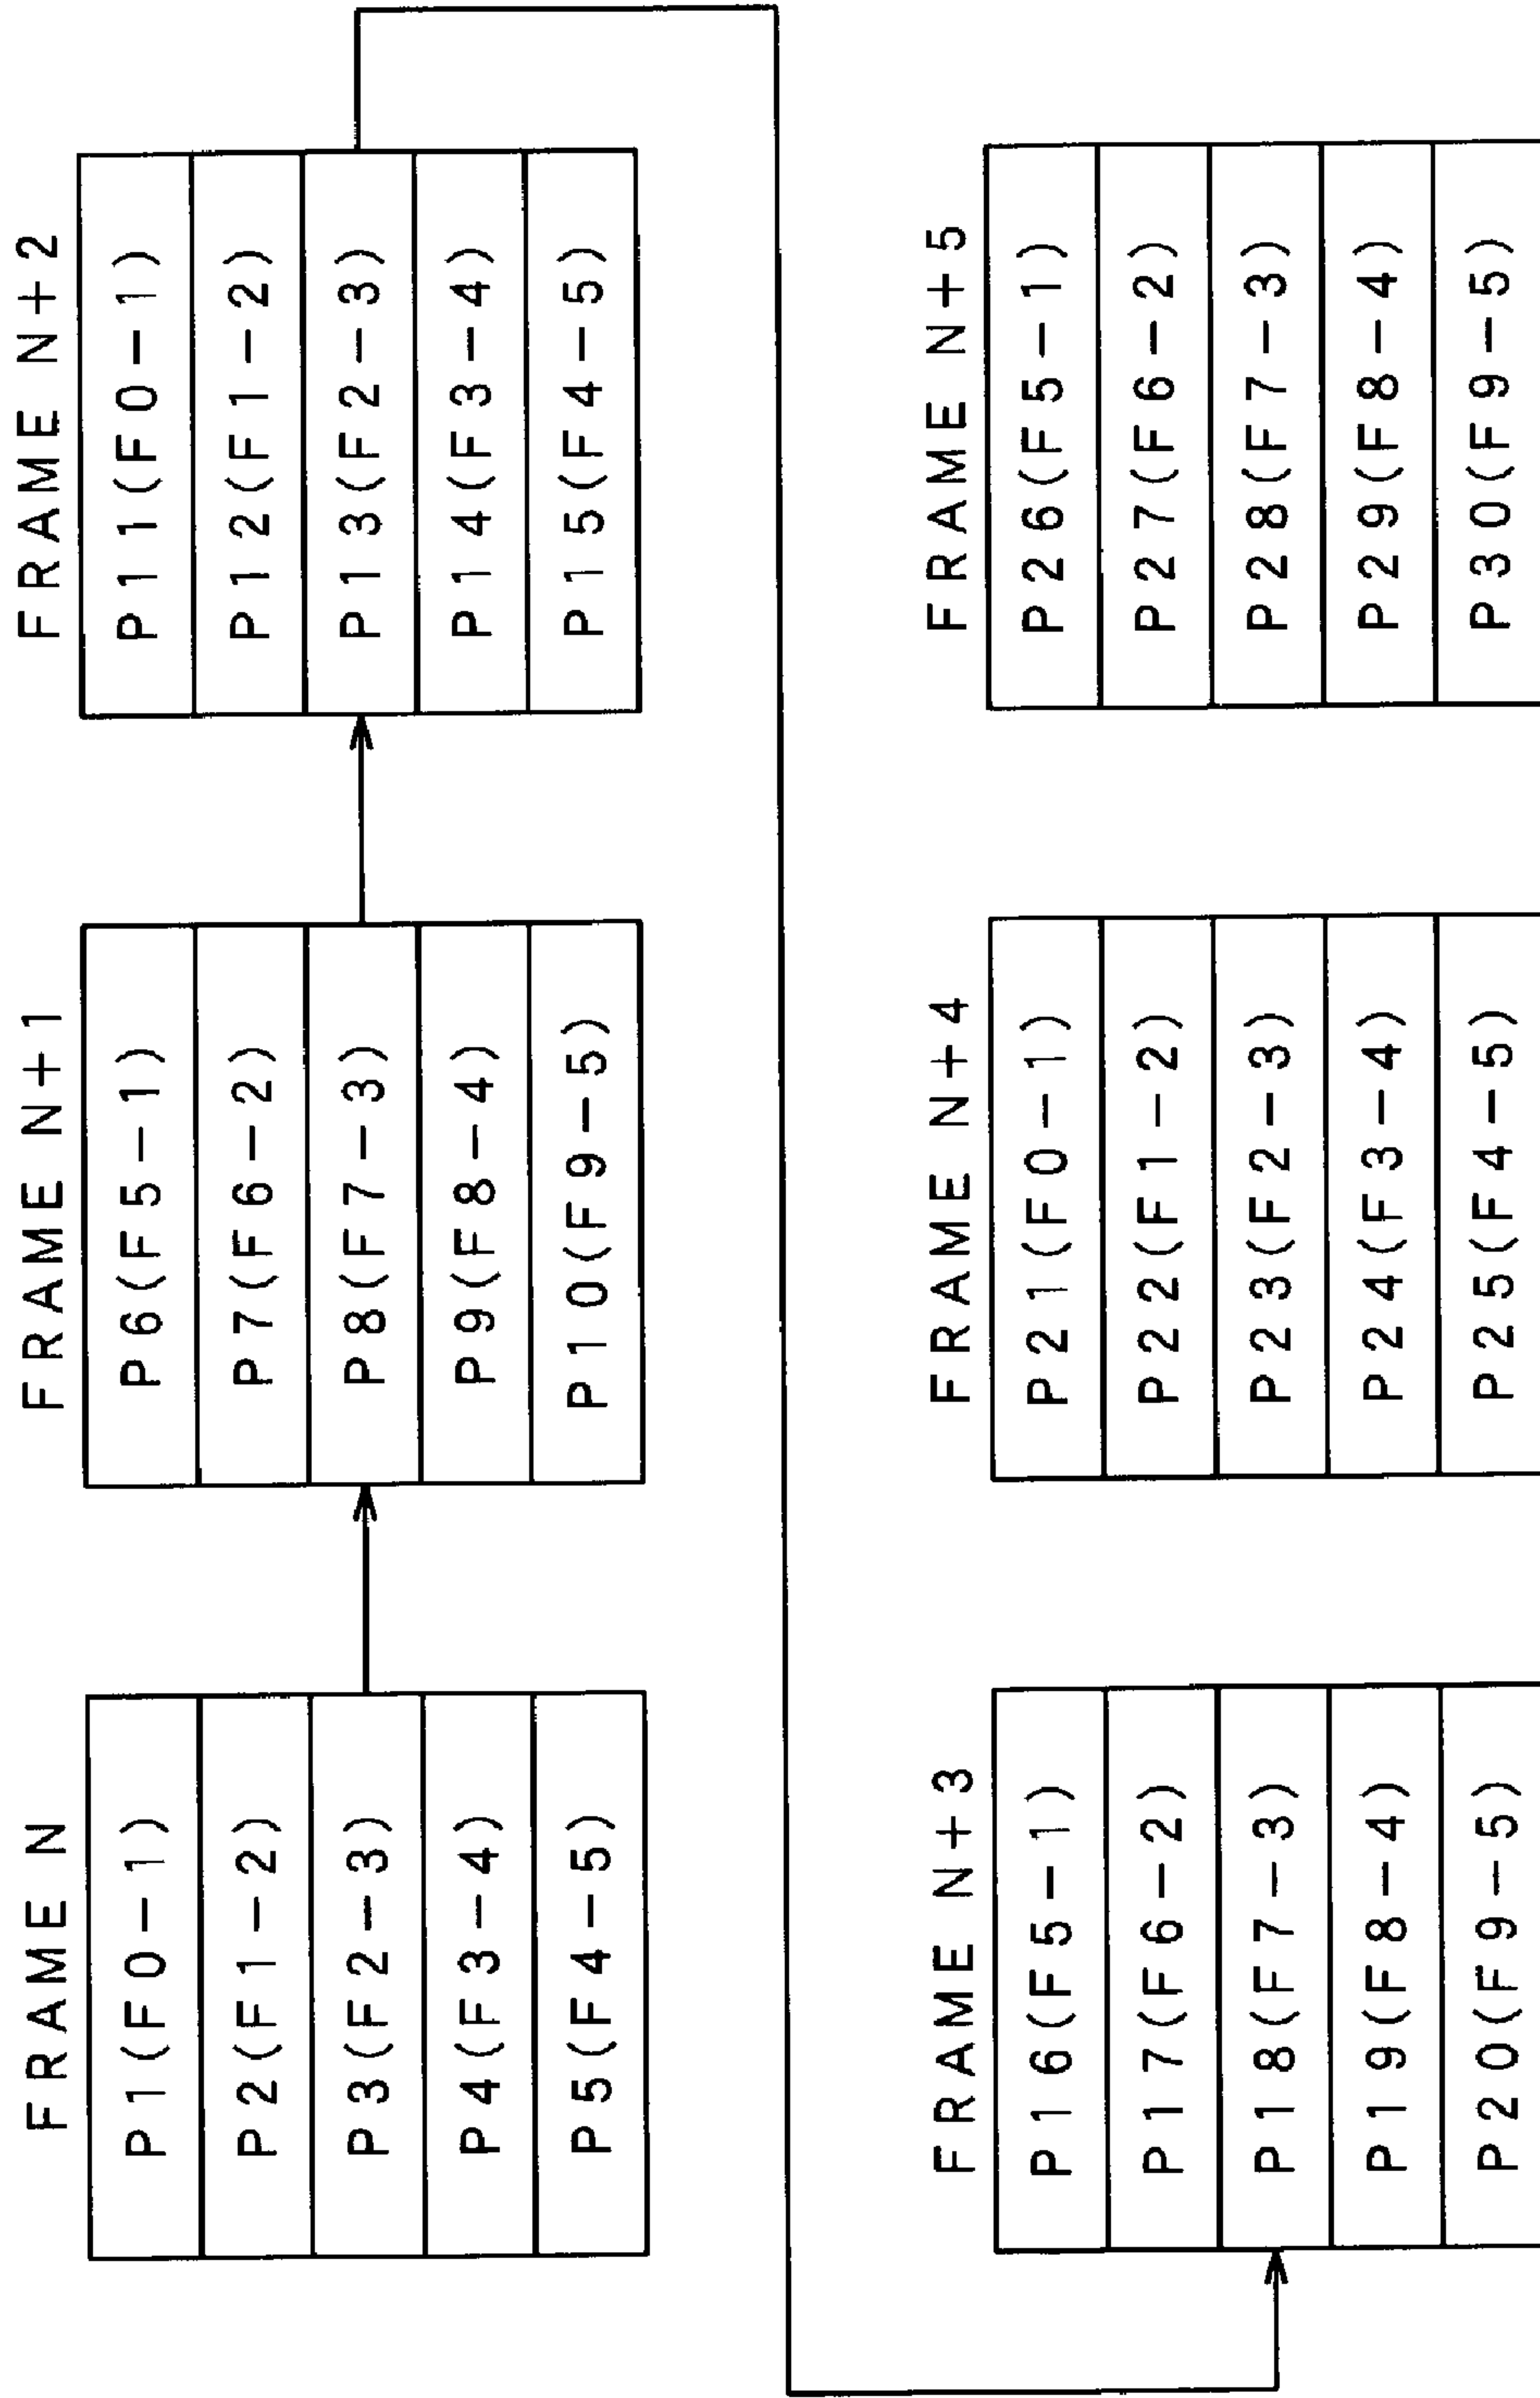 FRAME N
P1(F0-1)
P2(F1-2)
P3(F2-3)
P4(F3-4)
P5(F4-5)
FRAME N+1
P6(F5-1)
P7(F6-2)
P8(F7-3)
P9(F8-4)
P10(F9-5)
FRAME N+2
P11(F0-1)
P12(F1-2)
P13(F2-3)
P14(F3-4)
P15(F4-5)
FRAME N+3
P16(F5-1)
P17(F6-2)
P18(F7-3)
P19(F8-4)
P20(F9-5)
FRAME N+4
P21(F0-1)
P22(F1-2)
P23(F2-3)
P24(F3-4)
P25(F4-5)
FRAME N+5
P26(F5-1)
P27(F6-2)
P28(F7-3)
P29(F8-4)
P30(F9-5)